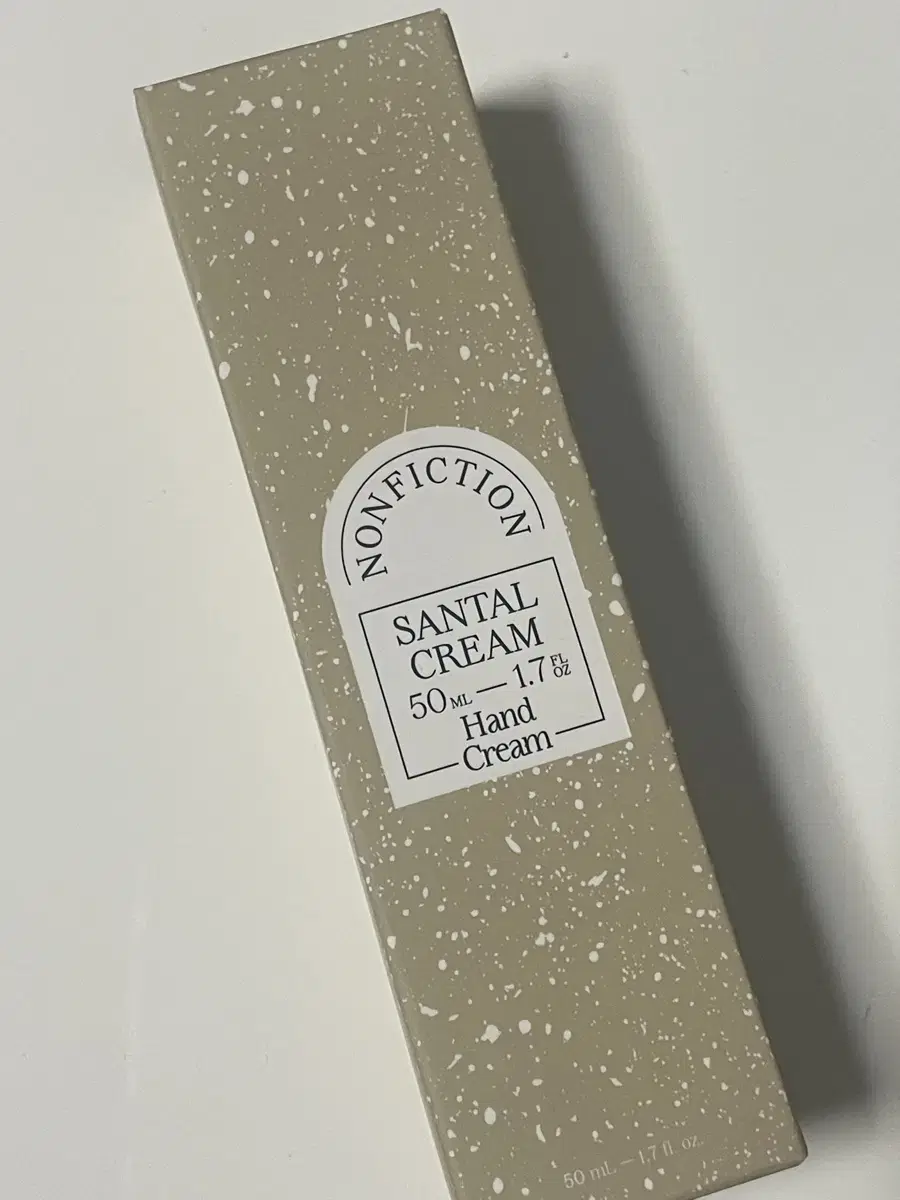 NONFICTION
SANTAL
CREAM
50 ML — 1.7 FL OZ
Hand
Cream
50 mL — 1.7 fl. oz.